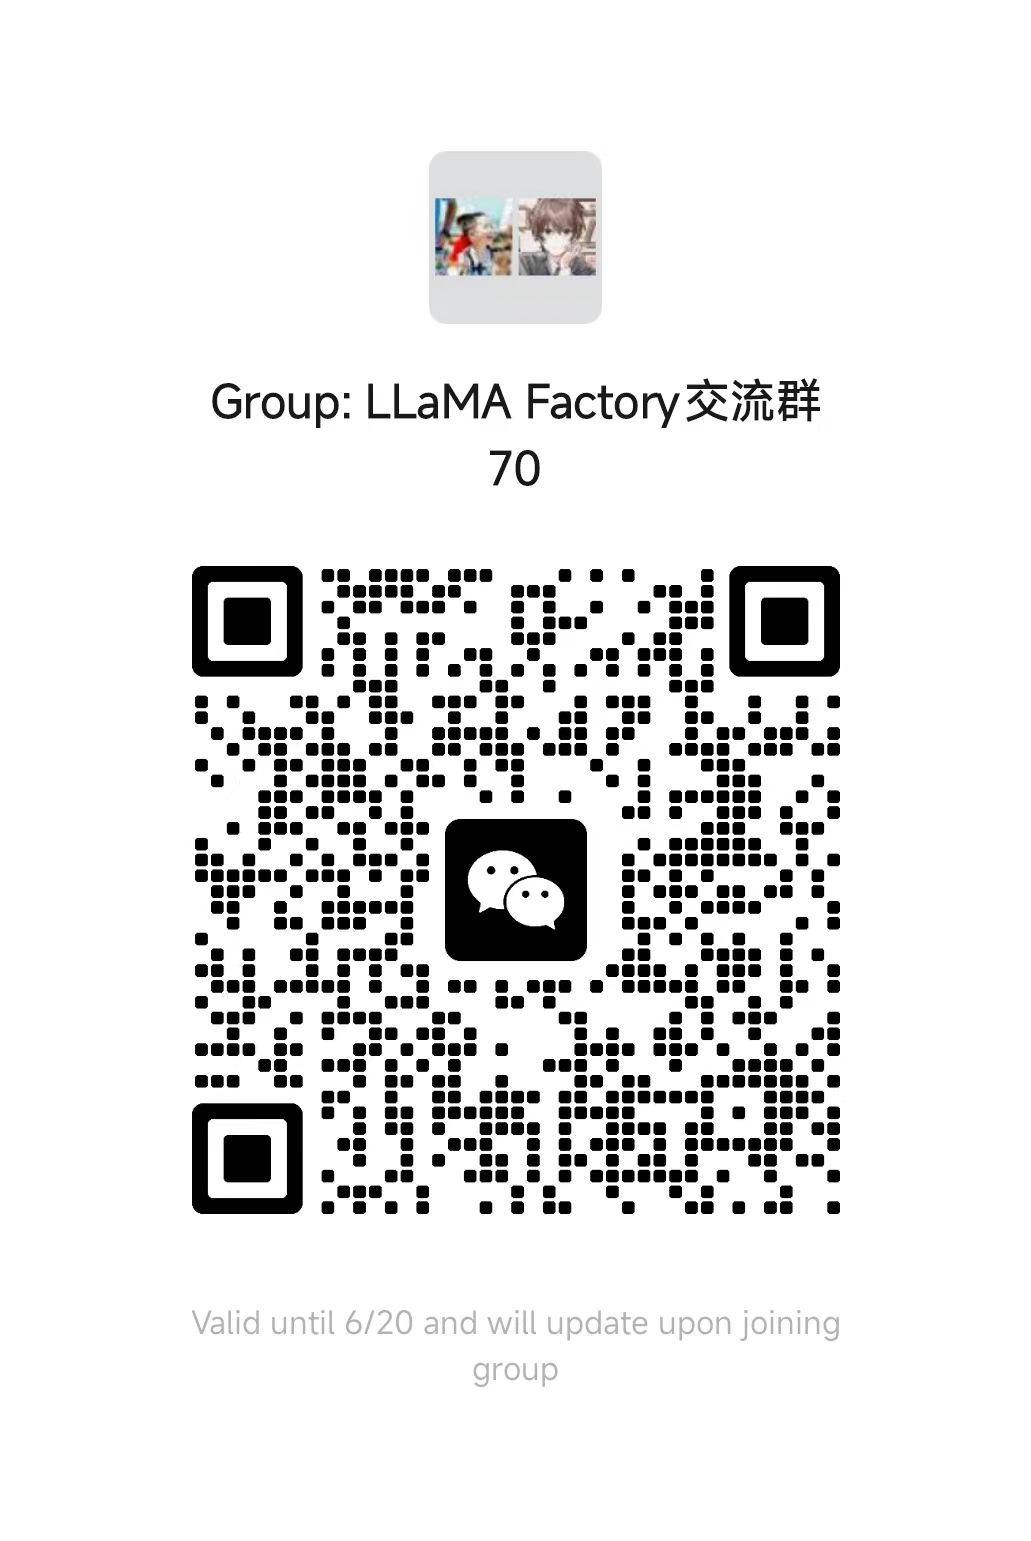 Group: LLaMA Factory交流群
70
Valid until 6/20 and will update upon joining
group